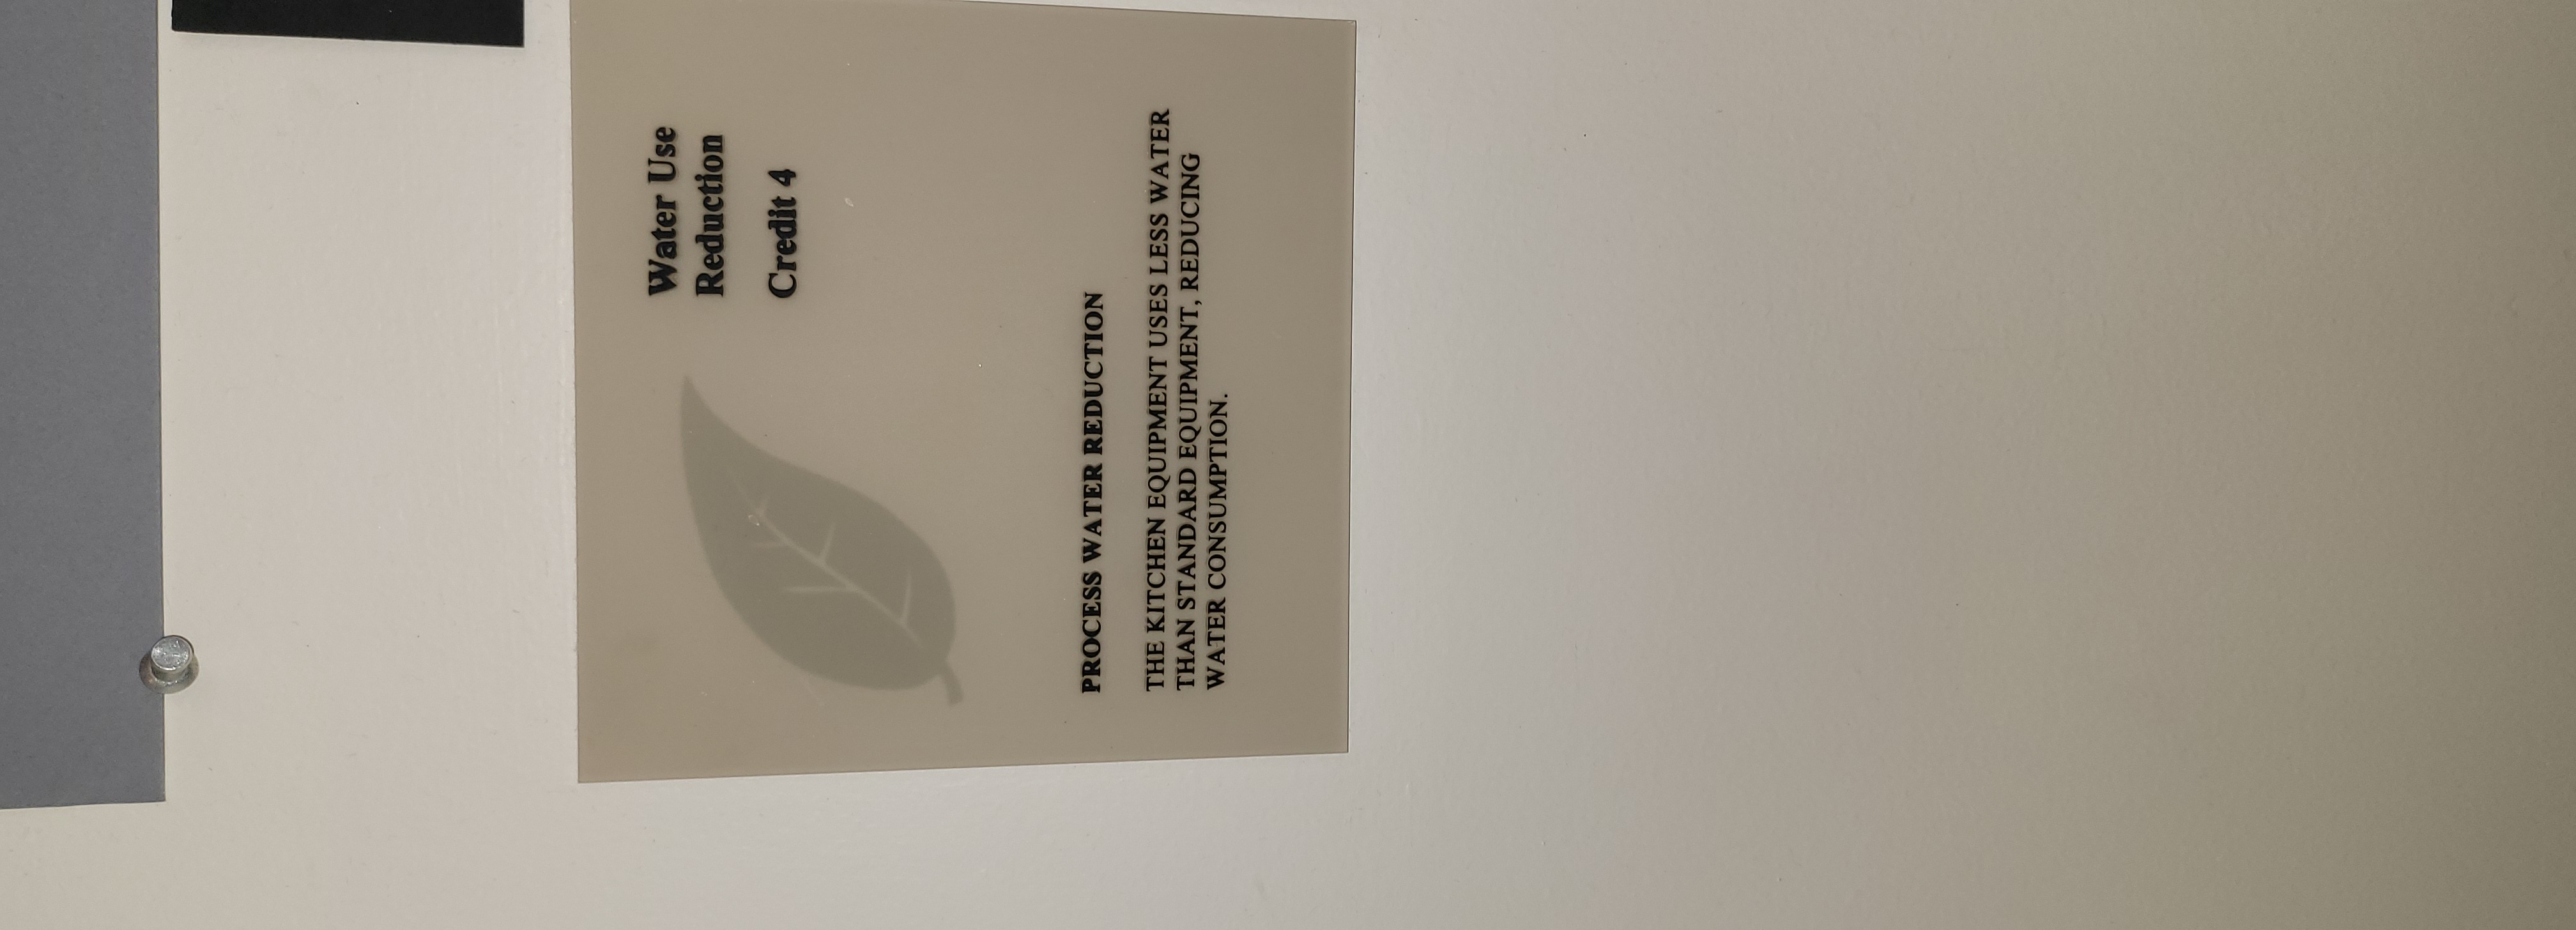 Water Use
Reduction
Credit 4
PROCESS WATER REDUCTION
THE KITCHEN EQUIPMENT USES LESS WATER
THAN STANDARD EQUIPMENT, REDUCING
WATER CONSUMPTION.